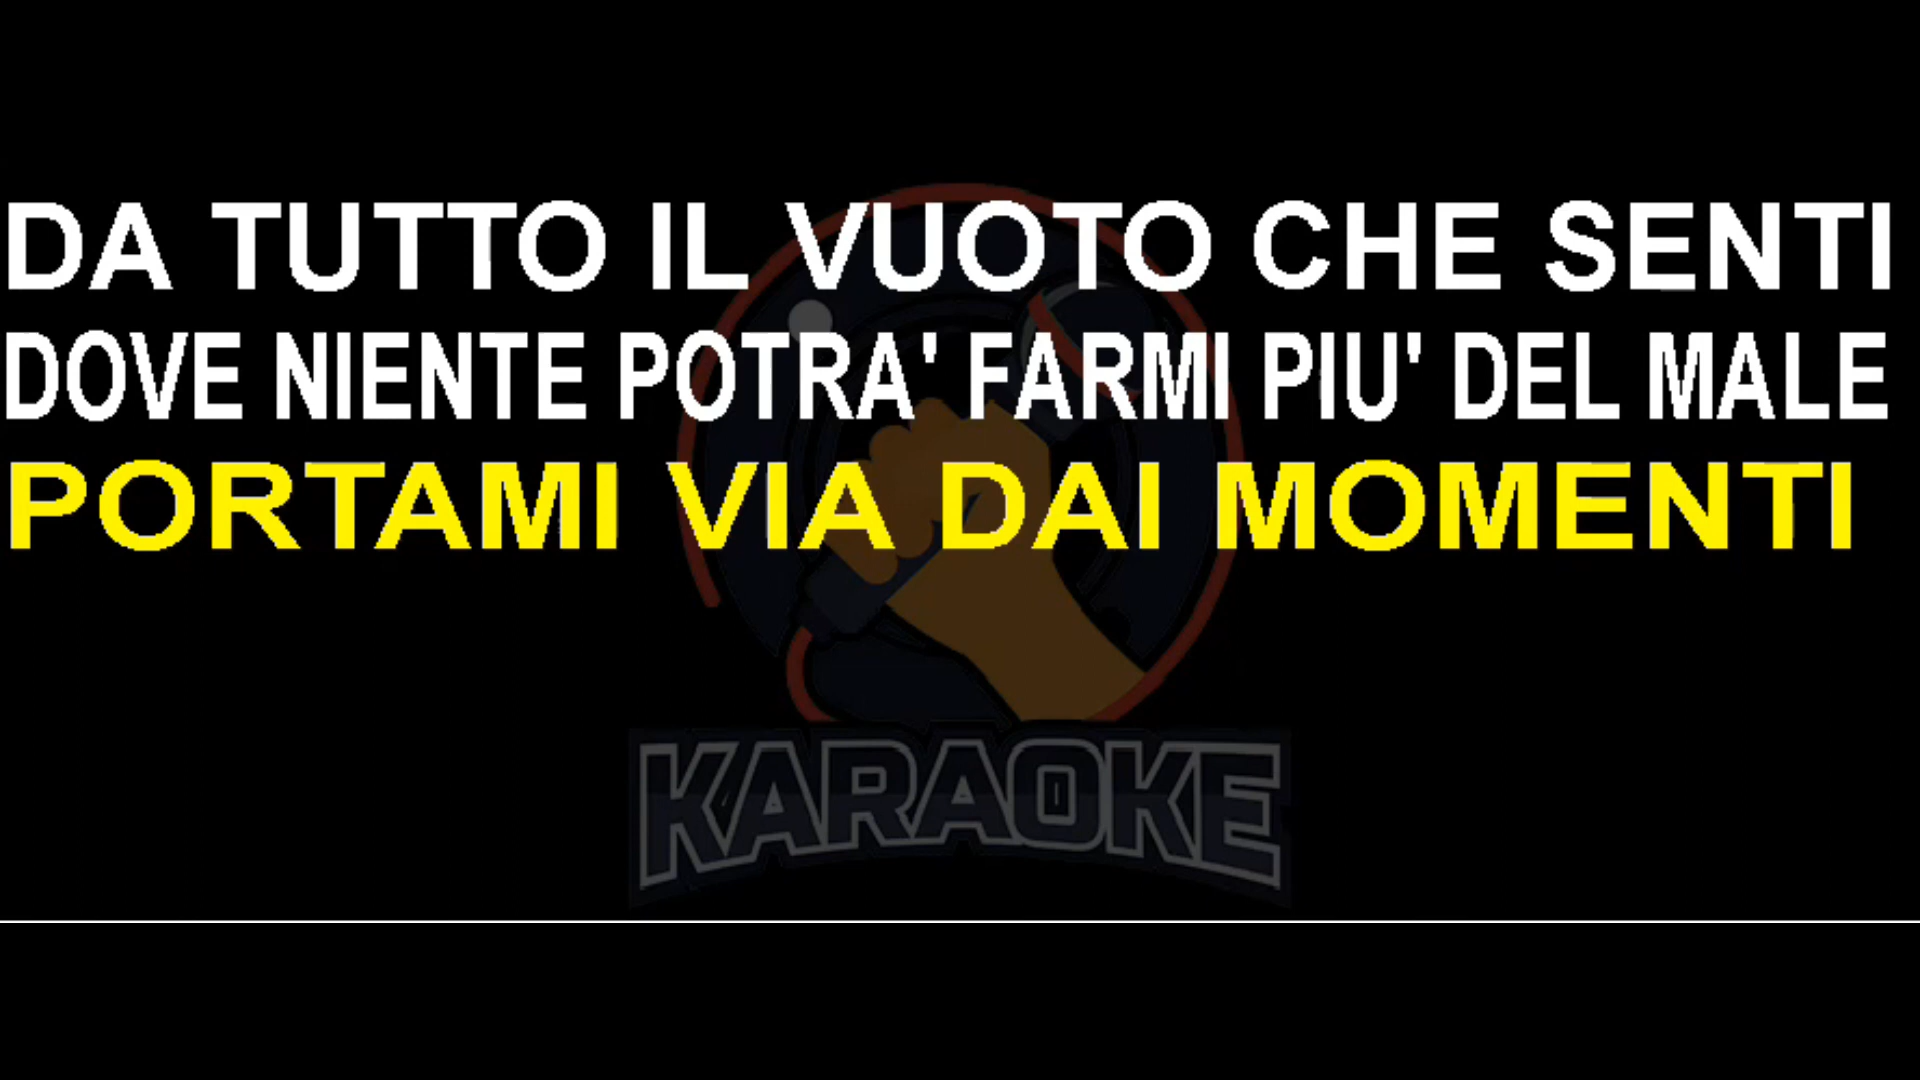 DA TUTTO IL VUOTO CHE SENTI
DOVE NIENTE POTRA' FARMI PIU' DEL MALE
PORTAMI VIA DAI MOMENTI
KARAOKE